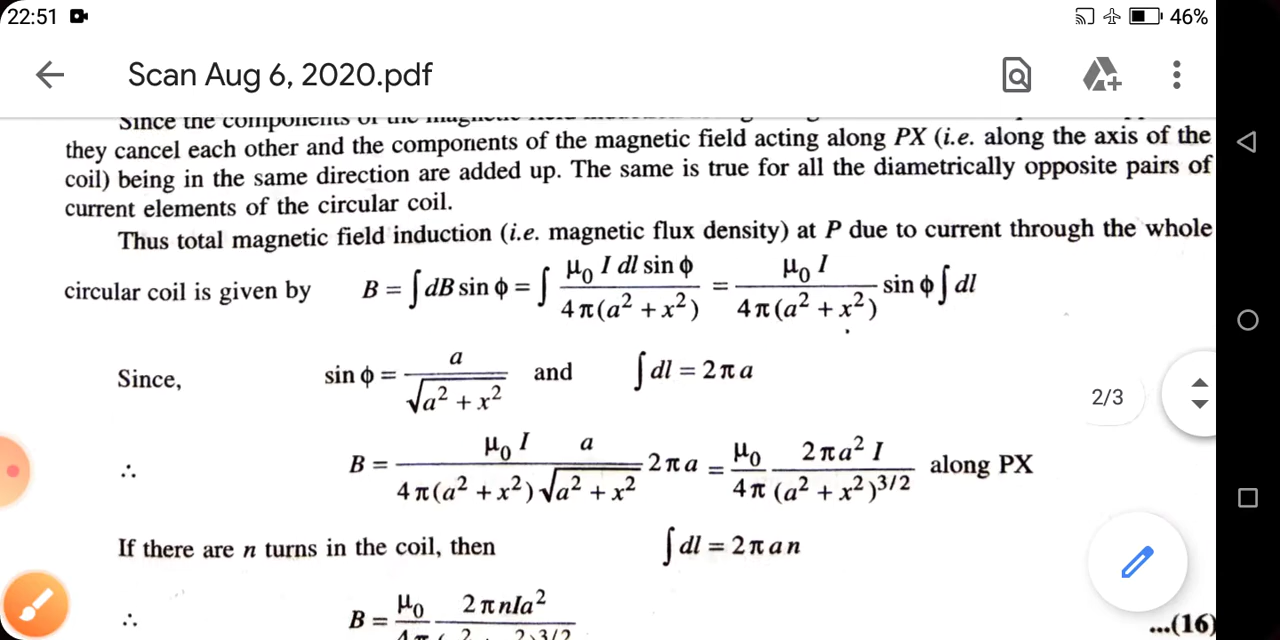 22:51 46%
Scan Aug 6, 2020.pdf
Since the components of the
they cancel each other and the components of the magnetic field acting along PX (i.e. along the axis of the
coil) being in the same direction are added up. The same is true for all the diametrically opposite pairs of
current elements of the circular coil.
Thus total magnetic field induction (i.e. magnetic flux density) at P due to current through the whole
circular coil is given by B = ∫ dB sin ϕ = ∫ μ₀ I dl sin ϕ / 4π(a² + x²) = μ₀ I / 4π(a² + x²) sin ϕ ∫ dl
Since, sin ϕ = a / √a² + x² and ∫ dl = 2πa
2/3
∴ B = μ₀ I / 4π(a² + x²) a / √a² + x² 2πa = μ₀ / 4π 2πa² I / (a² + x²)³/² along PX
If there are n turns in the coil, then ∫ dl = 2πan
∴ B = μ₀ / 4π 2πnIa² ...(16)